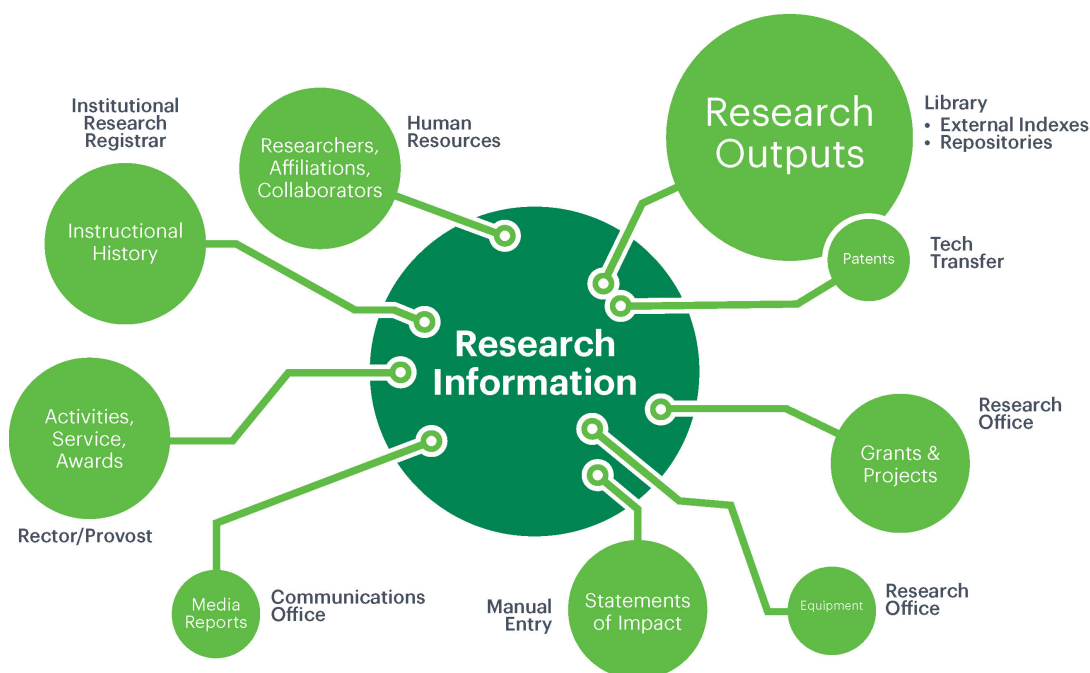 Institutional
Research
Registrar
Instructional
History
Researchers,
Affiliations,
Collaborators
Human
Resources
Research
Outputs
Library
• External Indexes
• Repositories
Patents
Tech
Transfer
Research
Information
Activities,
Service,
Awards
Rector/Provost
Research
Office
Grants &
Projects
Media
Reports
Communications
Office
Manual
Entry
Statements
of Impact
Equipment
Research
Office